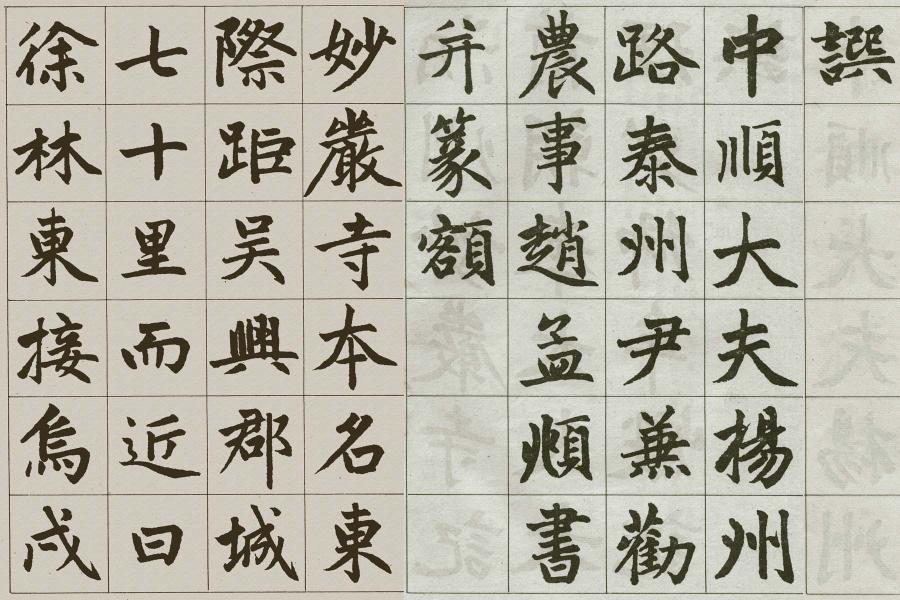 譔
中順大夫楊州
路泰州尹兼勸
農事趙孟頫書
并篆額
妙嚴寺本名東
際距吴興郡城
七十里而近曰
徐林東接烏戍